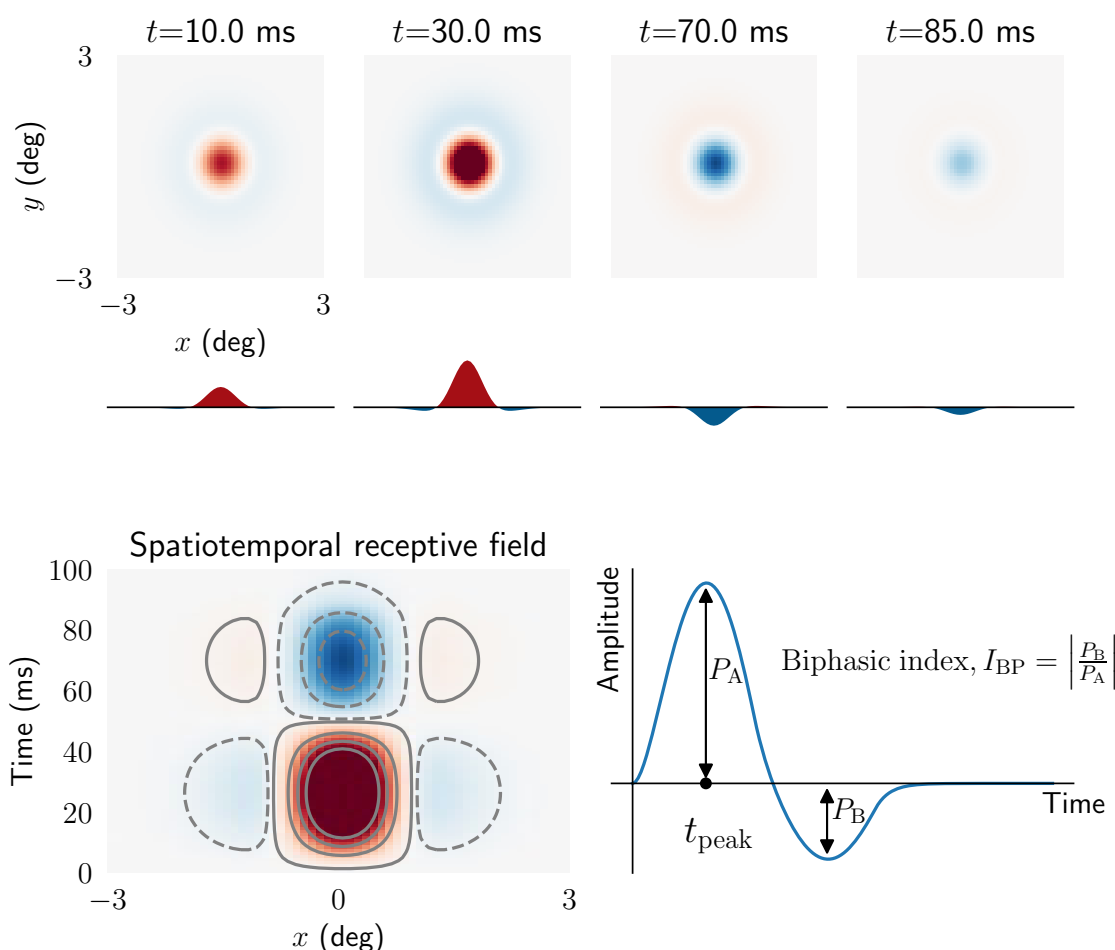 t=10.0 ms
t=30.0 ms
t=70.0 ms
t=85.0 ms
3
y (deg)
−3
−3
3
x (deg)
Spatiotemporal receptive field
100
80
60
40
20
0
Time (ms)
−3
0
3
x (deg)
Amplitude
P_A
Biphasic index, I_BP = |P_B/P_A|
P_B
Time
t_peak